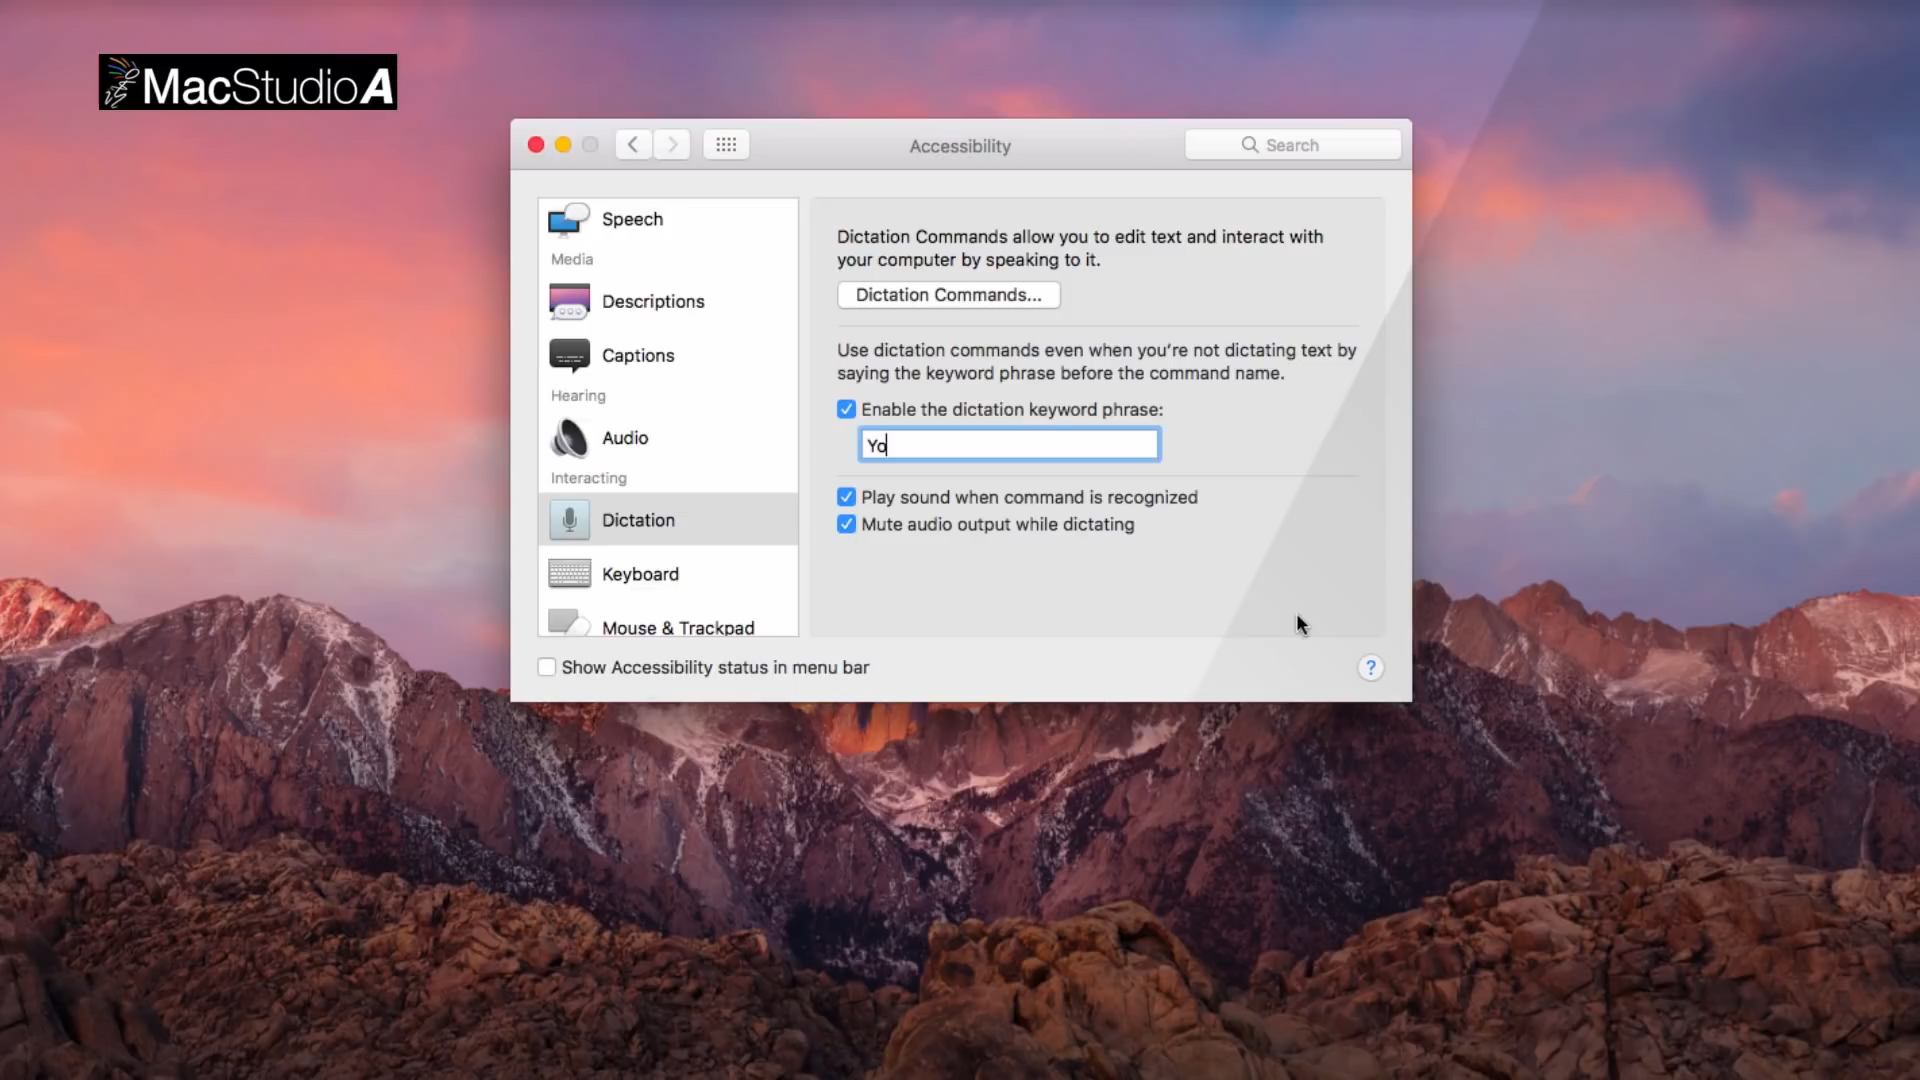 MacStudioA
Accessibility
Search
Speech
Media
Descriptions
Captions
Hearing
Audio
Interacting
Dictation
Keyboard
Mouse & Trackpad
Dictation Commands allow you to edit text and interact with
your computer by speaking to it.
Dictation Commands...
Use dictation commands even when you’re not dictating text by
saying the keyword phrase before the command name.
Enable the dictation keyword phrase:
Yo
Play sound when command is recognized
Mute audio output while dictating
Show Accessibility status in menu bar
?